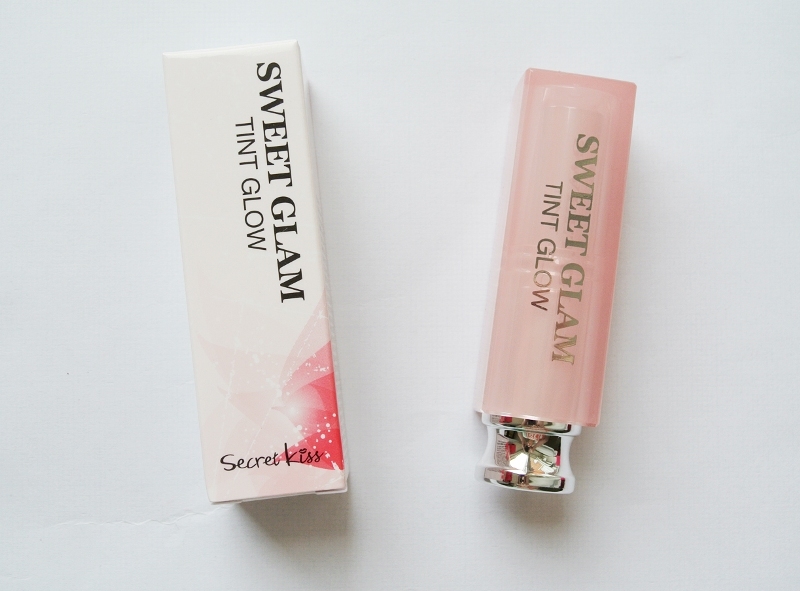 SWEET GLAM
TINT GLOW
Secret Kiss
SWEET GLAM
TINT GLOW